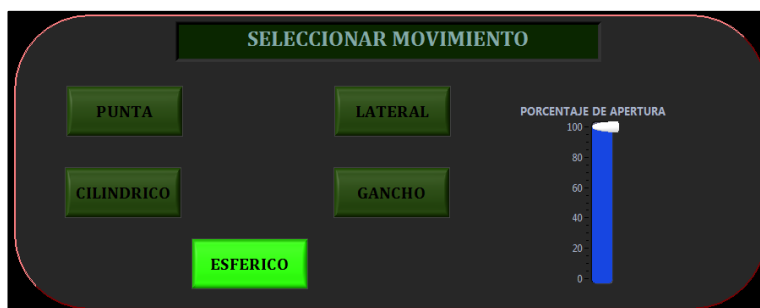 SELECCIONAR MOVIMIENTO
PUNTA
LATERAL
PORCENTAJE DE APERTURA
100
80
60
40
20
0
CILINDRICO
GANCHO
ESFERICO